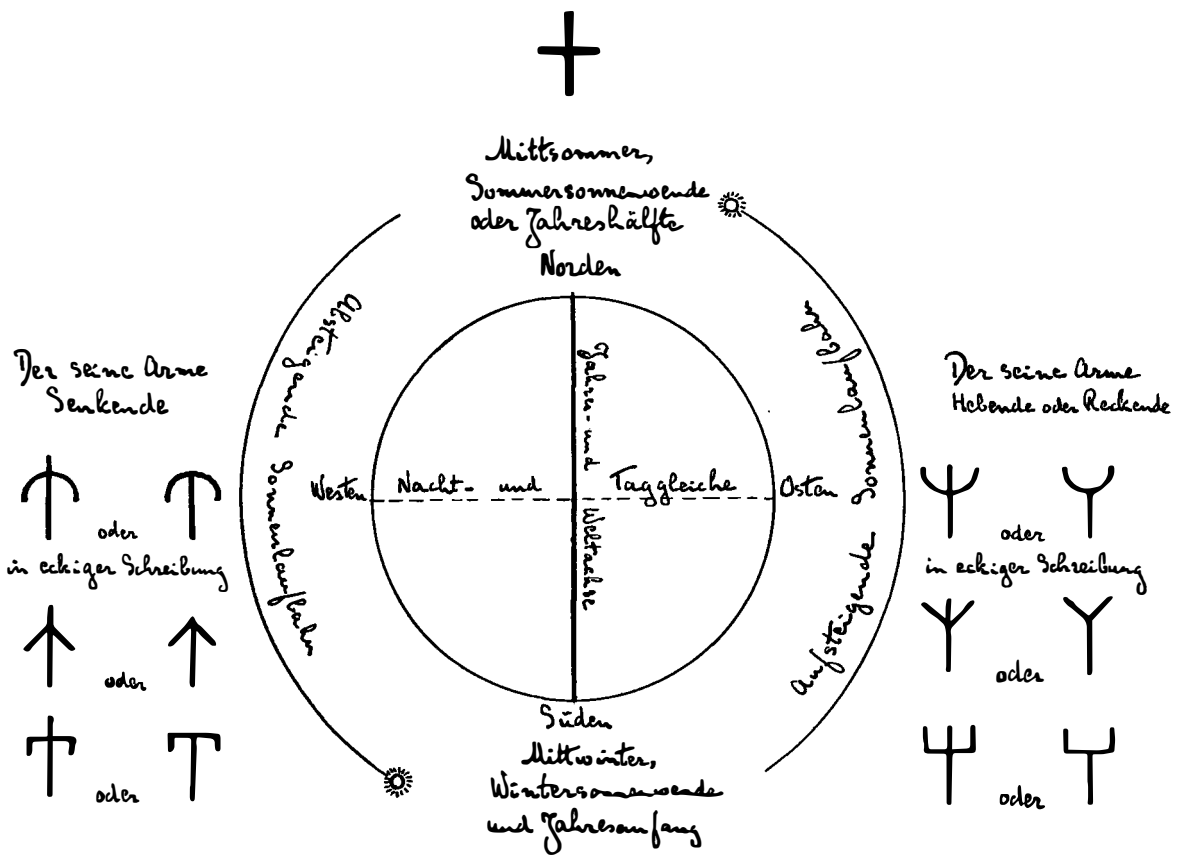 Mittsommer,
Sommersonnenwende
oder Jahreshälfte
Norden
Absteigende Sonnenlaufbahn
Aufsteigende Sonnenlaufbahn
Der seine Arme
Senkende
oder
in eckiger Schreibung
oder
oder
Jahres- und Weltachse
Westen
Nacht- und Taggleiche
Osten
Der seine Arme
Hebende oder Reckende
oder
in eckiger Schreibung
oder
oder
Süden
Mittwinter,
Wintersonnenwende
und Jahresanfang